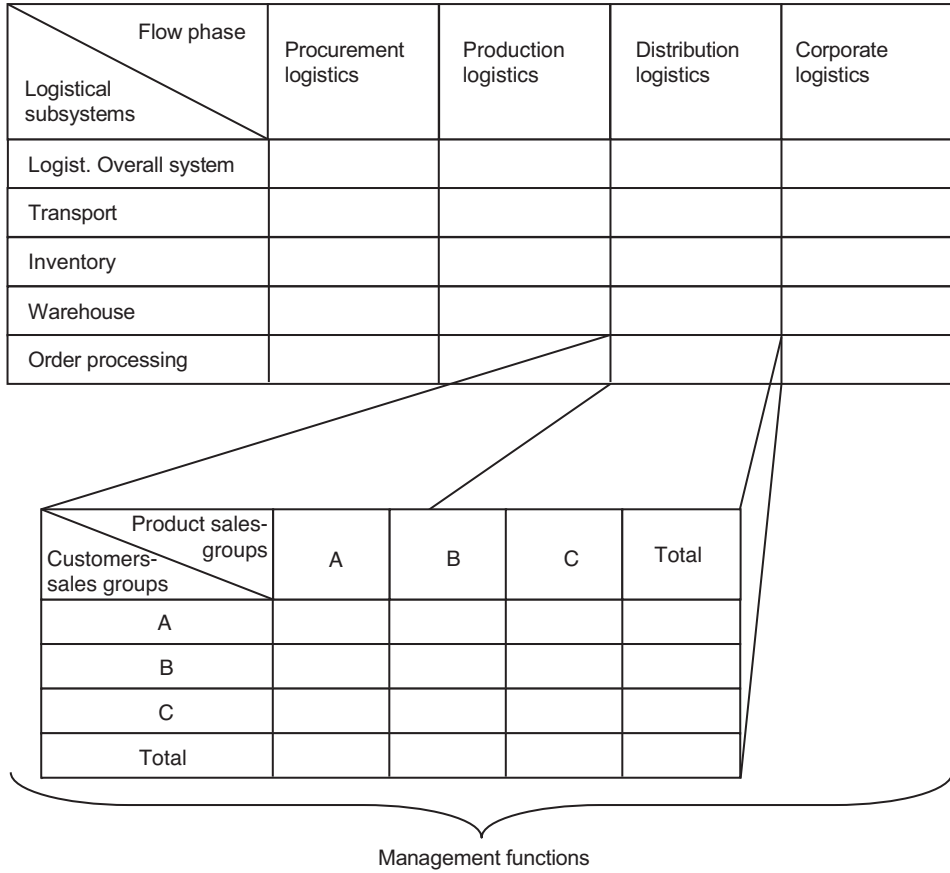 Flow phase
Logistical
subsystems
Procurement
logistics
Production
logistics
Distribution
logistics
Corporate
logistics
Logist. Overall system
Transport
Inventory
Warehouse
Order processing
Product sales-
groups
Customers-
sales groups
A
B
C
Total
A
B
C
Total
Management functions